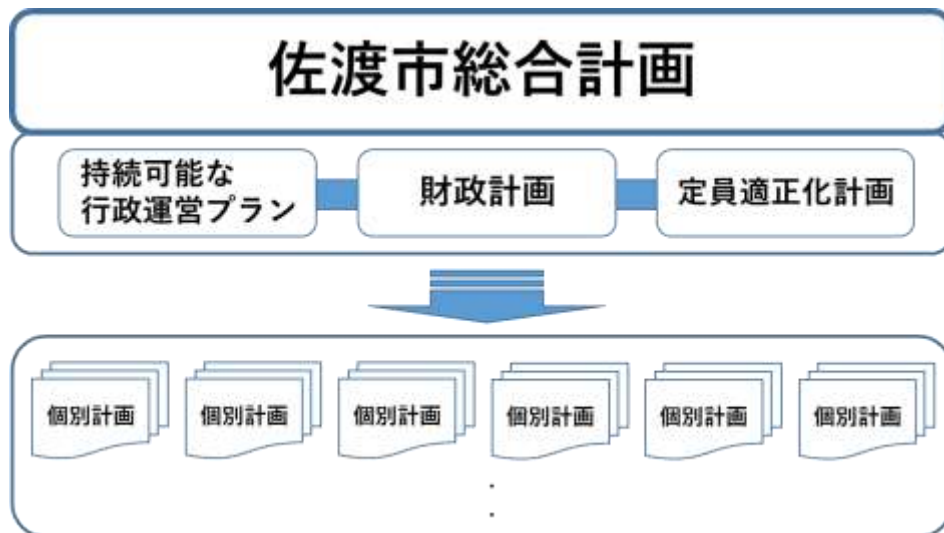 佐渡市総合計画
持続可能な
行政運営プラン
財政計画
定員適正化計画
個別計画
個別計画
個別計画
個別計画
個別計画
個別計画
・
・